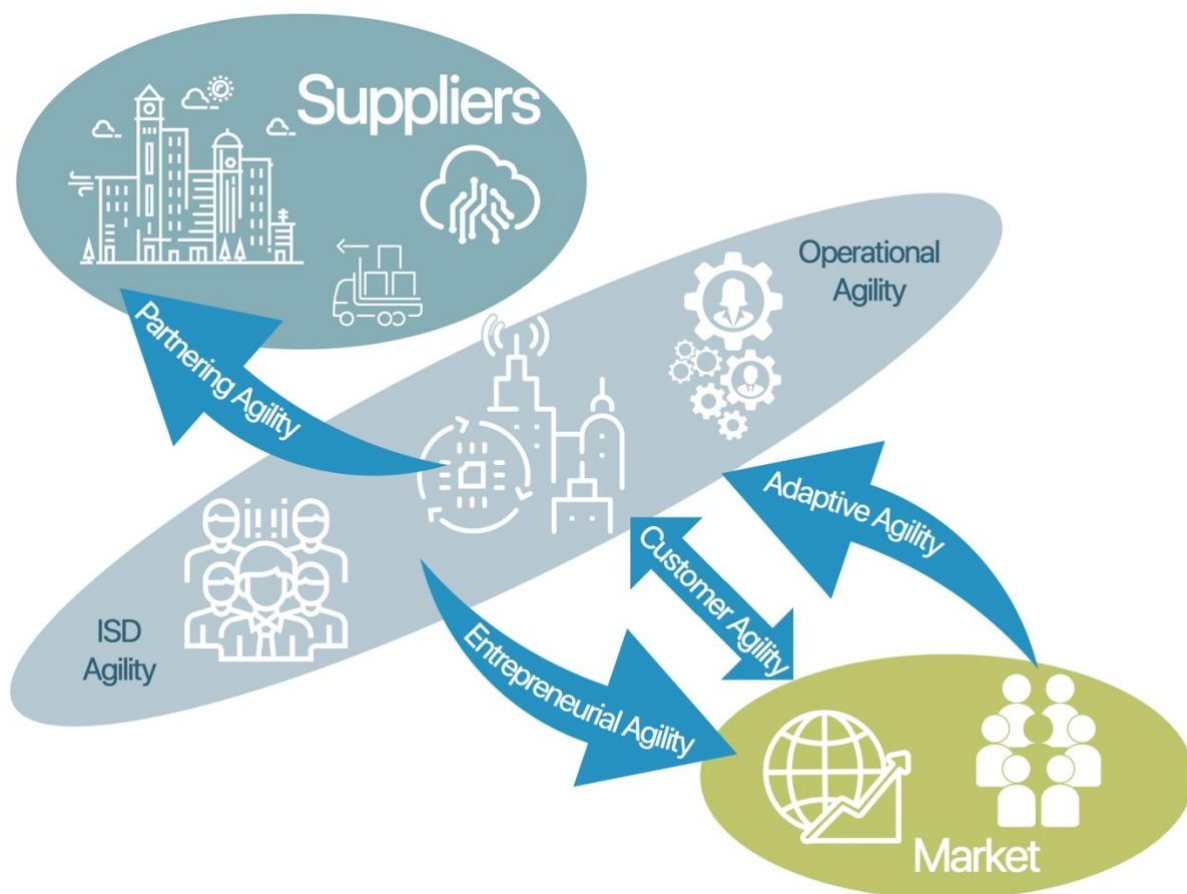 Suppliers
Operational
Agility
Partnering Agility
Adaptive Agility
Customer Agility
ISD
Agility
Entrepreneurial Agility
Market